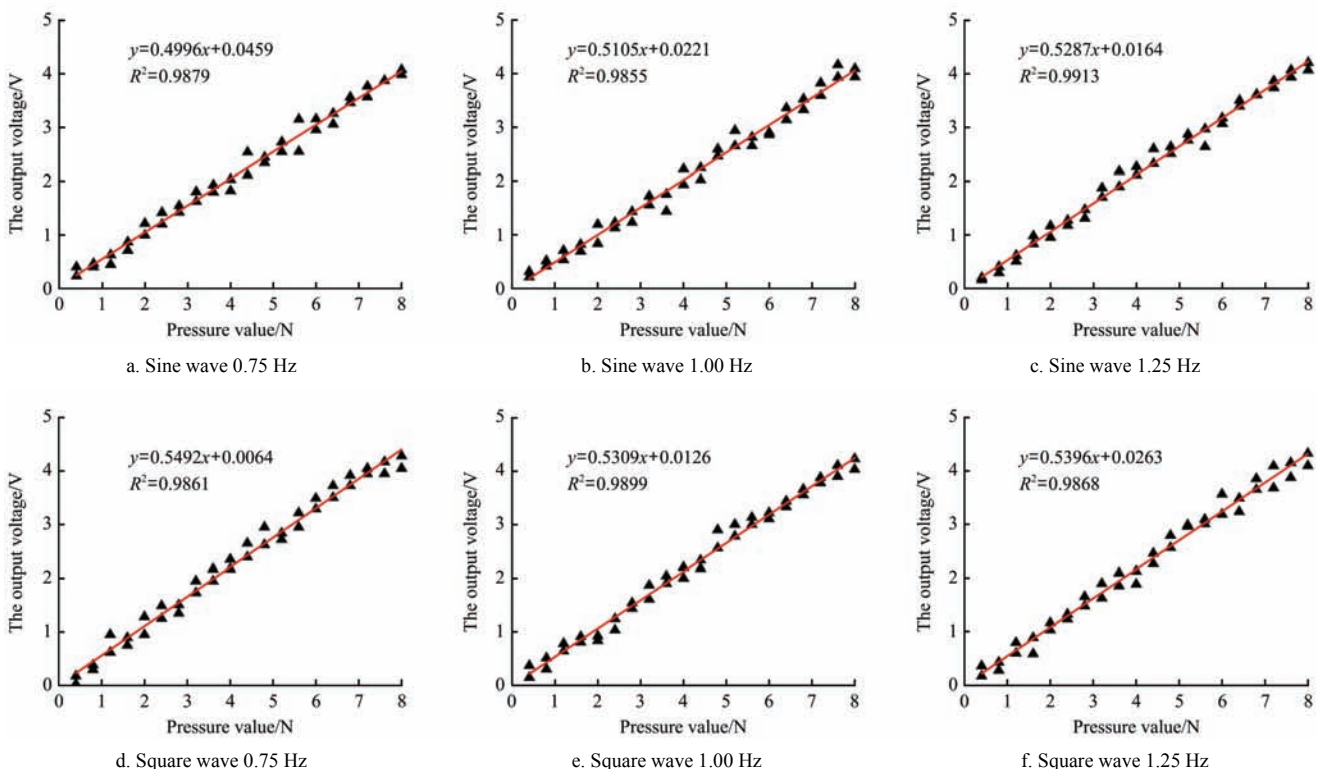 5
4
3
2
1
0
The output voltage/V
y=0.4996x+0.0459
R²=0.9879
0 1 2 3 4 5 6 7 8
Pressure value/N
a. Sine wave 0.75 Hz
5
4
3
2
1
0
The output voltage/V
y=0.5105x+0.0221
R²=0.9855
0 1 2 3 4 5 6 7 8
Pressure value/N
b. Sine wave 1.00 Hz
5
4
3
2
1
0
The output voltage/V
y=0.5287x+0.0164
R²=0.9913
0 1 2 3 4 5 6 7 8
Pressure value/N
c. Sine wave 1.25 Hz
5
4
3
2
1
0
The output voltage/V
y=0.5492x+0.0064
R²=0.9861
0 1 2 3 4 5 6 7 8
Pressure value/N
d. Square wave 0.75 Hz
5
4
3
2
1
0
The output voltage/V
y=0.5309x+0.0126
R²=0.9899
0 1 2 3 4 5 6 7 8
Pressure value/N
e. Square wave 1.00 Hz
5
4
3
2
1
0
The output voltage/V
y=0.5396x+0.0263
R²=0.9868
0 1 2 3 4 5 6 7 8
Pressure value/N
f. Square wave 1.25 Hz